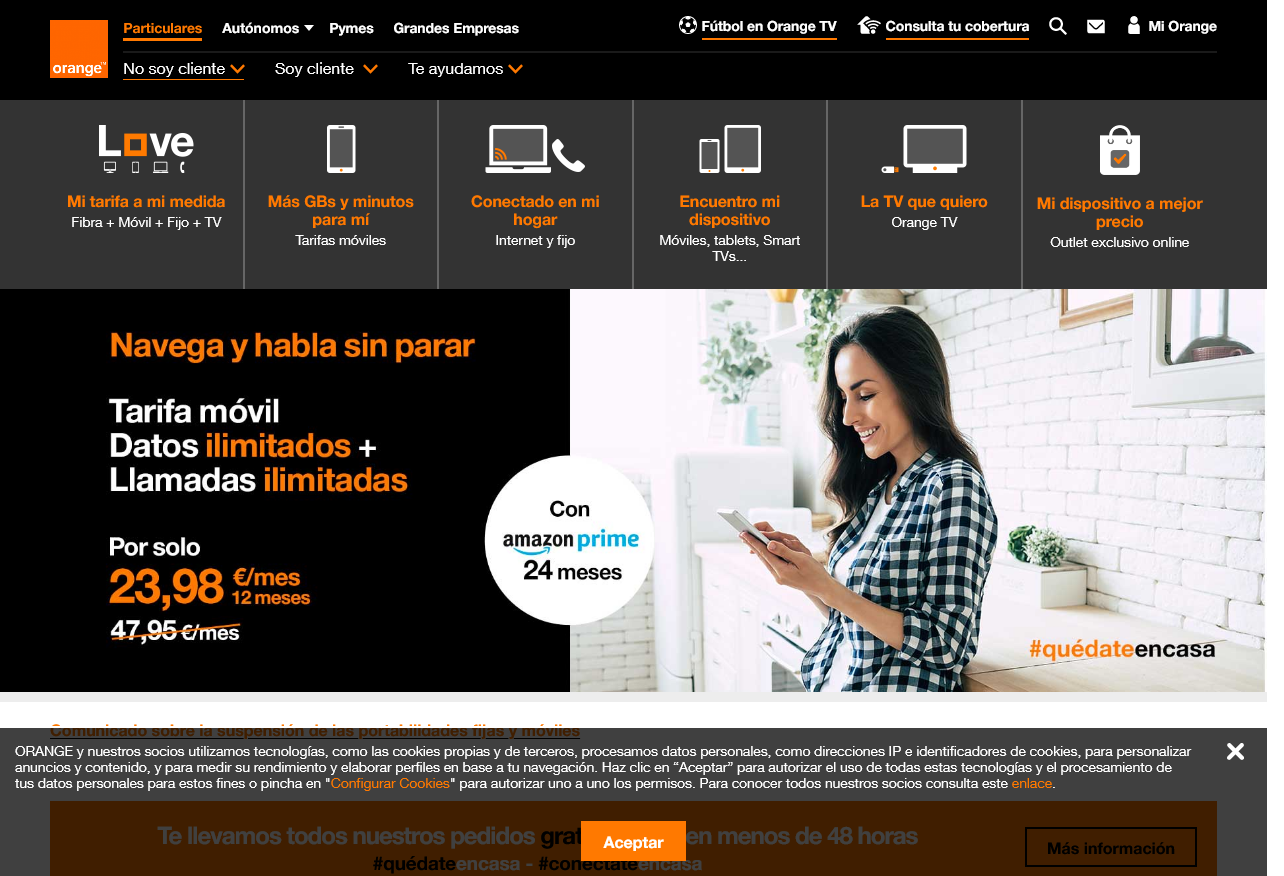 Particulares Autónomos Pymes Grandes Empresas Fútbol en Orange TV Consulta tu cobertura Mi Orange
orange™
No soy cliente Soy cliente Te ayudamos
Love
Mi tarifa a mi medida
Fibra + Móvil + Fijo + TV
Más GBs y minutos
para mí
Tarifas móviles
Conectado en mi
hogar
Internet y fijo
Encuentro mi
dispositivo
Móviles, tablets, Smart
TVs...
La TV que quiero
Orange TV
Mi dispositivo a mejor
precio
Outlet exclusivo online
Navega y habla sin parar
Tarifa móvil
Datos ilimitados +
Llamadas ilimitadas
Por solo
23,98 €/mes
12 meses
47,95 €/mes
Con
amazon prime
24 meses
#quédateencasa
Comunicado sobre la suspensión de las portabilidades fijas y móviles
ORANGE y nuestros socios utilizamos tecnologías, como las cookies propias y de terceros, procesamos datos personales, como direcciones IP e identificadores de cookies, para personalizar
anuncios y contenido, y para medir su rendimiento y elaborar perfiles en base a tu navegación. Haz clic en “Aceptar” para autorizar el uso de todas estas tecnologías y el procesamiento de
tus datos personales para estos fines o pincha en "Configurar Cookies" para autorizar uno a uno los permisos. Para conocer todos nuestros socios consulta este enlace.
Te llevamos todos nuestros pedidos en menos de 48 horas
Aceptar
Más información
#quédateencasa - #conectateencasa